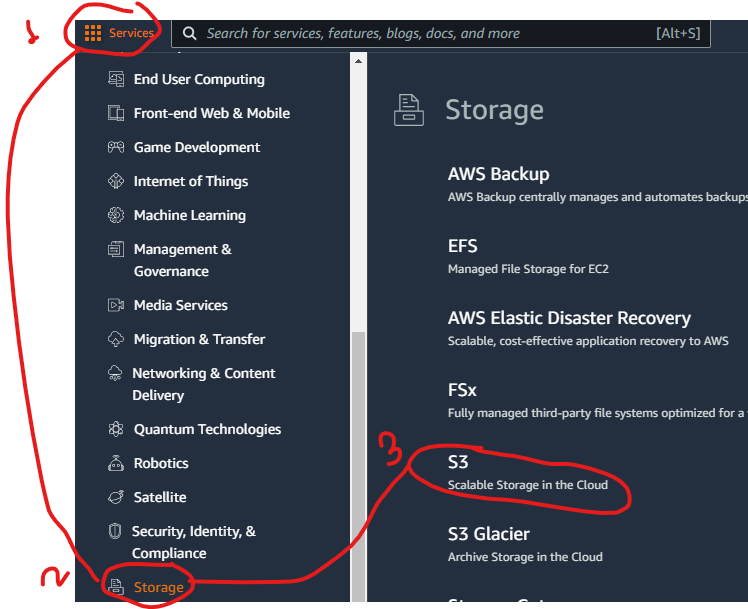 1
Services
Search for services, features, blogs, docs, and more
[Alt+S]
End User Computing
Front-end Web & Mobile
Game Development
Internet of Things
Machine Learning
Management &
Governance
Media Services
Migration & Transfer
Networking & Content
Delivery
Quantum Technologies
Robotics
Satellite
Security, Identity, &
Compliance
2
Storage
Storage
AWS Backup
AWS Backup centrally manages and automates backups
EFS
Managed File Storage for EC2
AWS Elastic Disaster Recovery
Scalable, cost-effective application recovery to AWS
FSx
Fully managed third-party file systems optimized for a
3
S3
Scalable Storage in the Cloud
S3 Glacier
Archive Storage in the Cloud